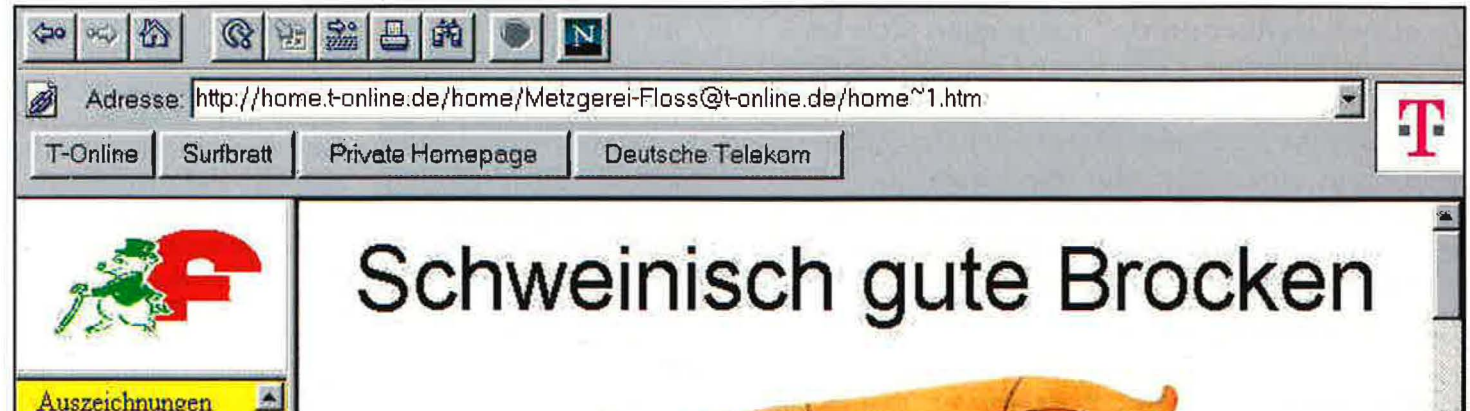 N
Adresse: http://home.t-online.de/home/Metzgerei-Floss@t-online.de/home~1.htm
T
T-Online Surfbrett Private Homepage Deutsche Telekom
Schweinisch gute Brocken
Auszeichnungen